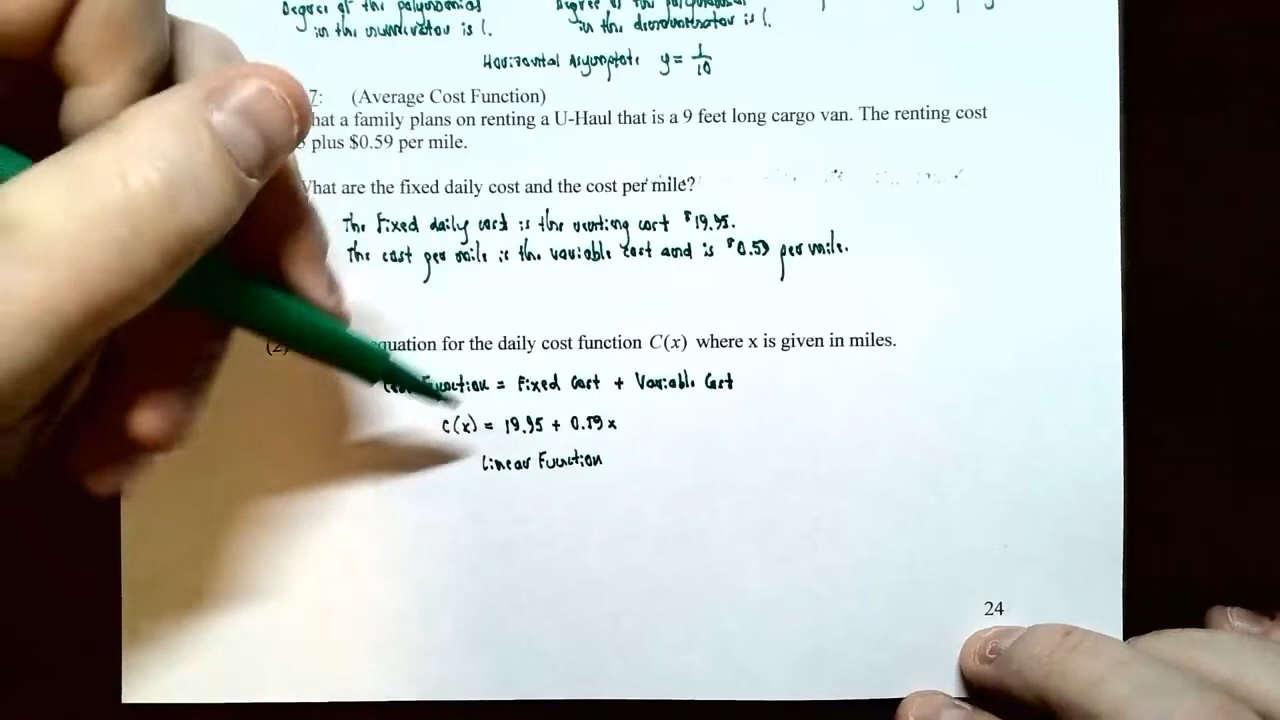 Degree of the polynomial
in the numerator is 1.
Degree of the polynomial
in the denominator is 1.
Horizontal Asymptote y = 1/10
7: (Average Cost Function)
hat a family plans on renting a U-Haul that is a 9 feet long cargo van. The renting cost
plus $0.59 per mile.
What are the fixed daily cost and the cost per mile?
The Fixed daily cost is the renting cost $19.95.
The cost per mile is the variable cost and is $0.59 per mile.
(2) quation for the daily cost function C(x) where x is given in miles.
Function = Fixed Cost + Variable Cost
C(x) = 19.95 + 0.59x
Linear Function
24